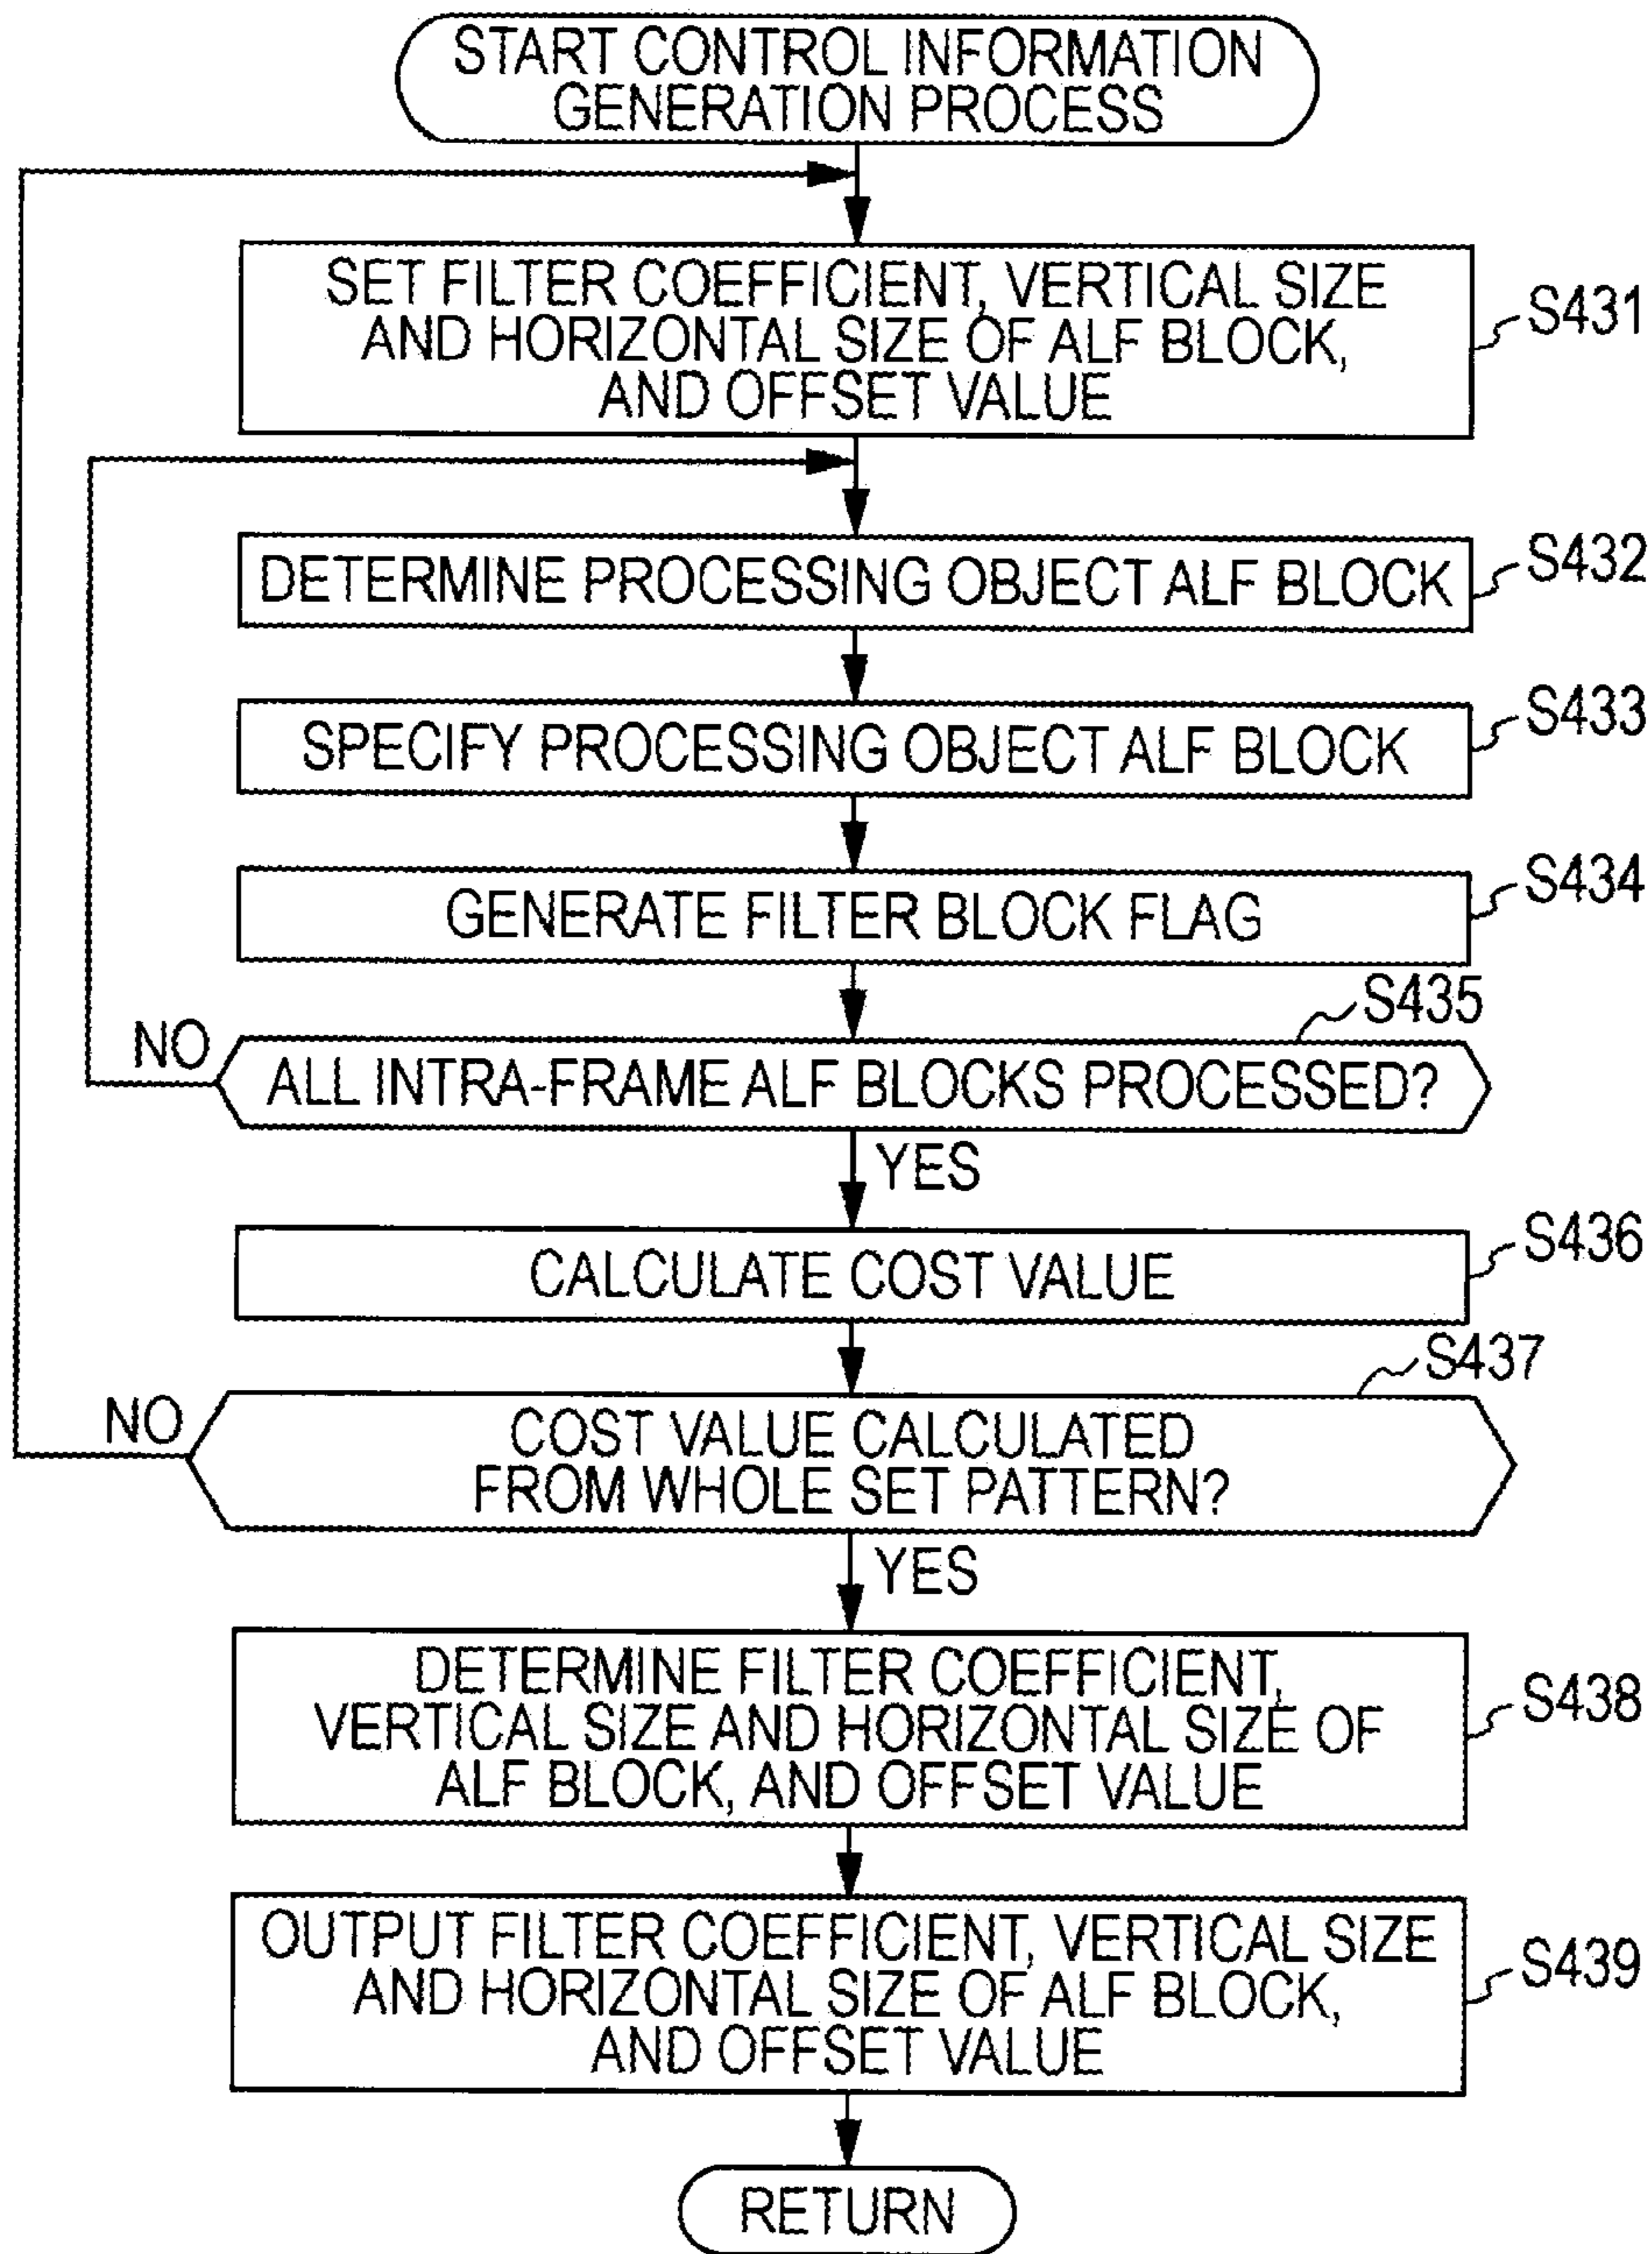 START CONTROL INFORMATION
GENERATION PROCESS
SET FILTER COEFFICIENT, VERTICAL SIZE
AND HORIZONTAL SIZE OF ALF BLOCK,
AND OFFSET VALUE
S431
DETERMINE PROCESSING OBJECT ALF BLOCK
S432
SPECIFY PROCESSING OBJECT ALF BLOCK
S433
GENERATE FILTER BLOCK FLAG
S434
S435
NO
ALL INTRA-FRAME ALF BLOCKS PROCESSED?
YES
CALCULATE COST VALUE
S436
S437
NO
COST VALUE CALCULATED
FROM WHOLE SET PATTERN?
YES
DETERMINE FILTER COEFFICIENT,
VERTICAL SIZE AND HORIZONTAL SIZE OF
ALF BLOCK, AND OFFSET VALUE
S438
OUTPUT FILTER COEFFICIENT, VERTICAL SIZE
AND HORIZONTAL SIZE OF ALF BLOCK,
AND OFFSET VALUE
S439
RETURN